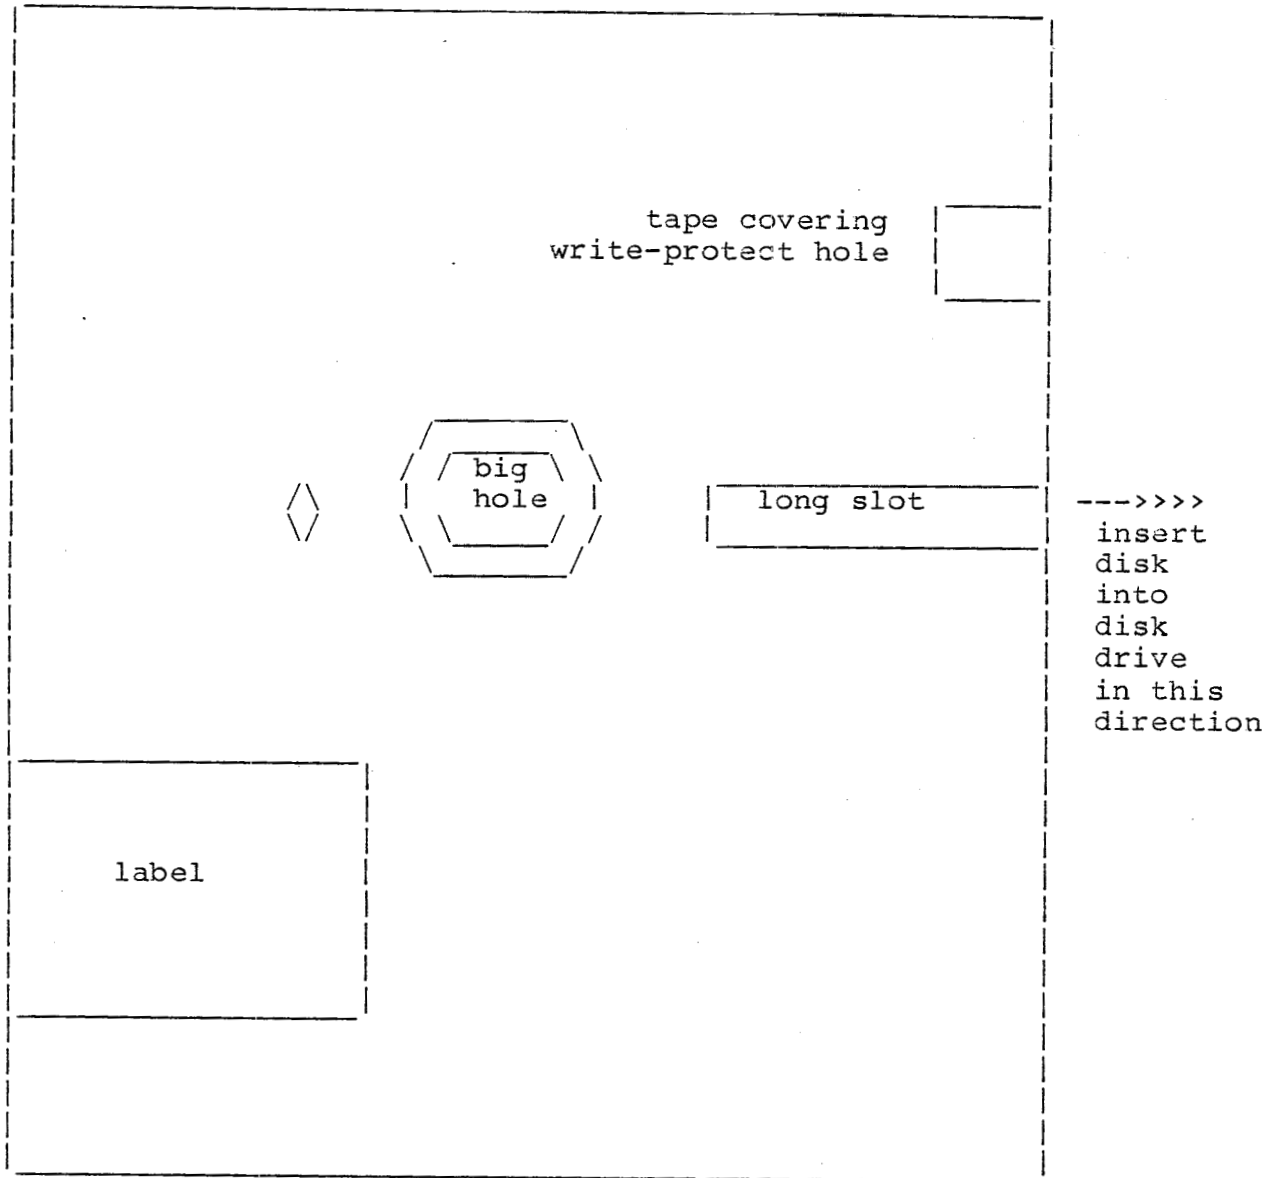 tape covering
write-protect hole
big
hole
long slot
--->>>>
insert
disk
into
disk
drive
in this
direction
label